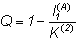 Q = 1 - I₁^(A) / K^(2)